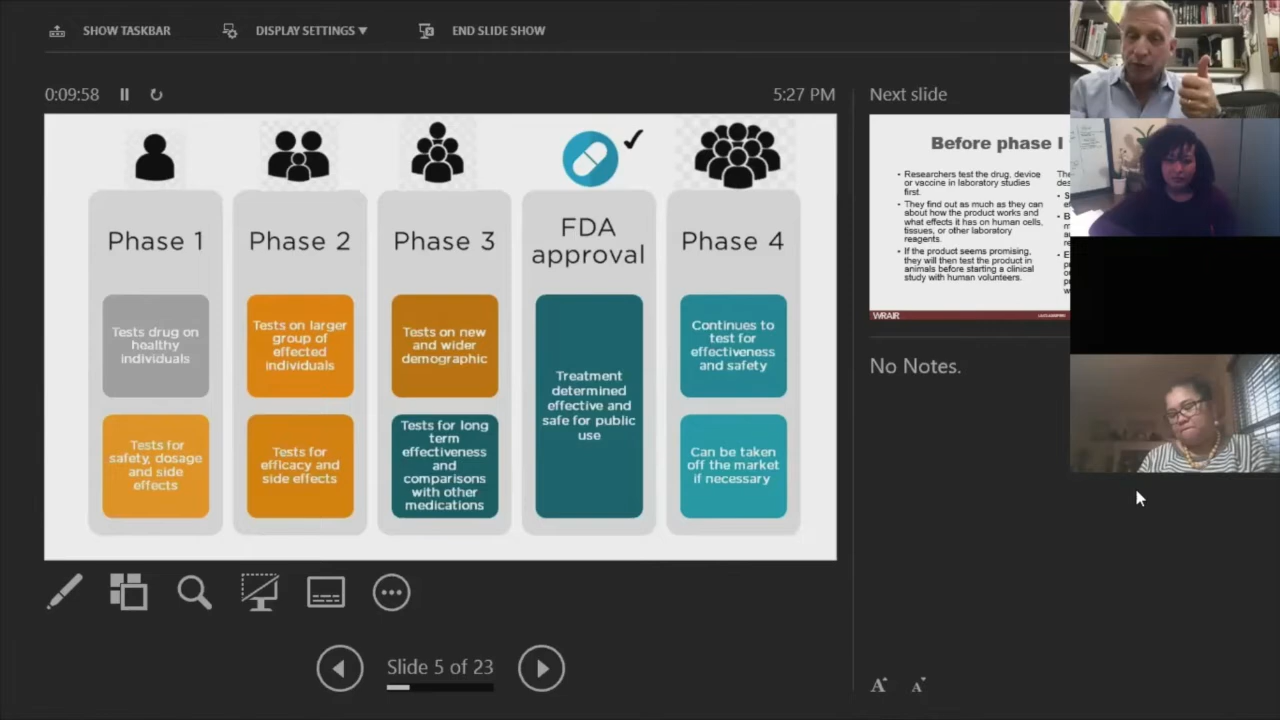 SHOW TASKBAR
DISPLAY SETTINGS
END SLIDE SHOW
0:09:58
5:27 PM
Next slide
Phase 1
Tests drug on
healthy
individuals
Tests for
safety, dosage
and side
effects
Phase 2
Tests on larger
group of
effected
individuals
Tests for
efficacy and
side effects
Phase 3
Tests on new
and wider
demographic
Tests for long
term
effectiveness
and
comparisons
with other
medications
FDA
approval
Treatment
determined
effective and
safe for public
use
Phase 4
Continues to
test for
effectiveness
and safety
Can be taken
off the market
if necessary
Before phase I
• Researchers test the drug, device
or vaccine in laboratory studies
first.
• They find out as much as they can
about how the product works and
what effects it has on human cells,
tissues, or other laboratory
reagents.
• If the product seems promising,
they will then test the product in
animals before starting a clinical
study with human volunteers.
WRAIR
No Notes.
Slide 5 of 23
A
A